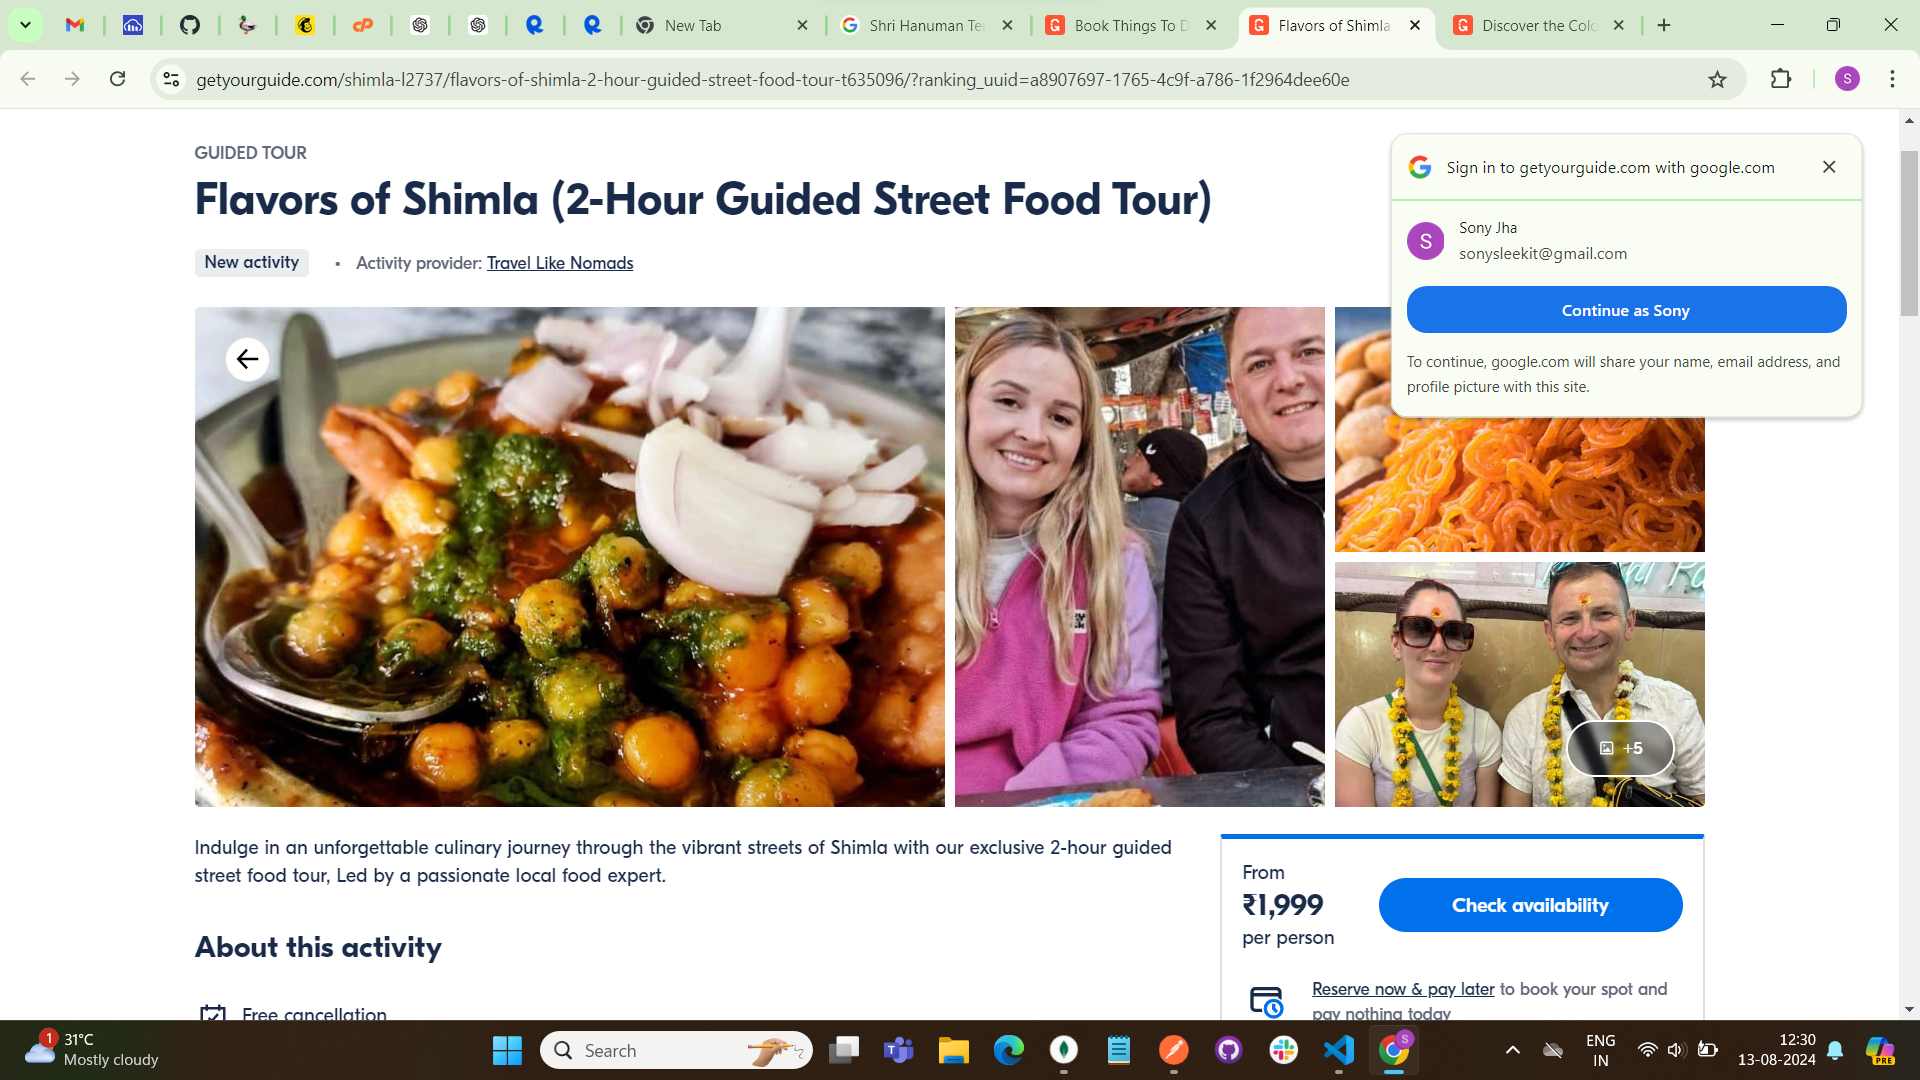 New Tab
Shri Hanuman Ter
Book Things To D
Flavors of Shimla
Discover the Colo
getyourguide.com/shimla-l2737/flavors-of-shimla-2-hour-guided-street-food-tour-t635096/?ranking_uuid=a8907697-1765-4c9f-a786-1f2964dee60e
S
GUIDED TOUR
Flavors of Shimla (2-Hour Guided Street Food Tour)
New activity • Activity provider: Travel Like Nomads
Sign in to getyourguide.com with google.com
S
Sony Jha
sonysleekit@gmail.com
Continue as Sony
To continue, google.com will share your name, email address, and
profile picture with this site.
+5
Indulge in an unforgettable culinary journey through the vibrant streets of Shimla with our exclusive 2-hour guided
street food tour, Led by a passionate local food expert.
About this activity
Free cancellation
From
₹1,999
per person
Check availability
Reserve now & pay later to book your spot and
pay nothing today
1
31°C
Mostly cloudy
Search
S
ENG
IN
12:30
13-08-2024
PRE